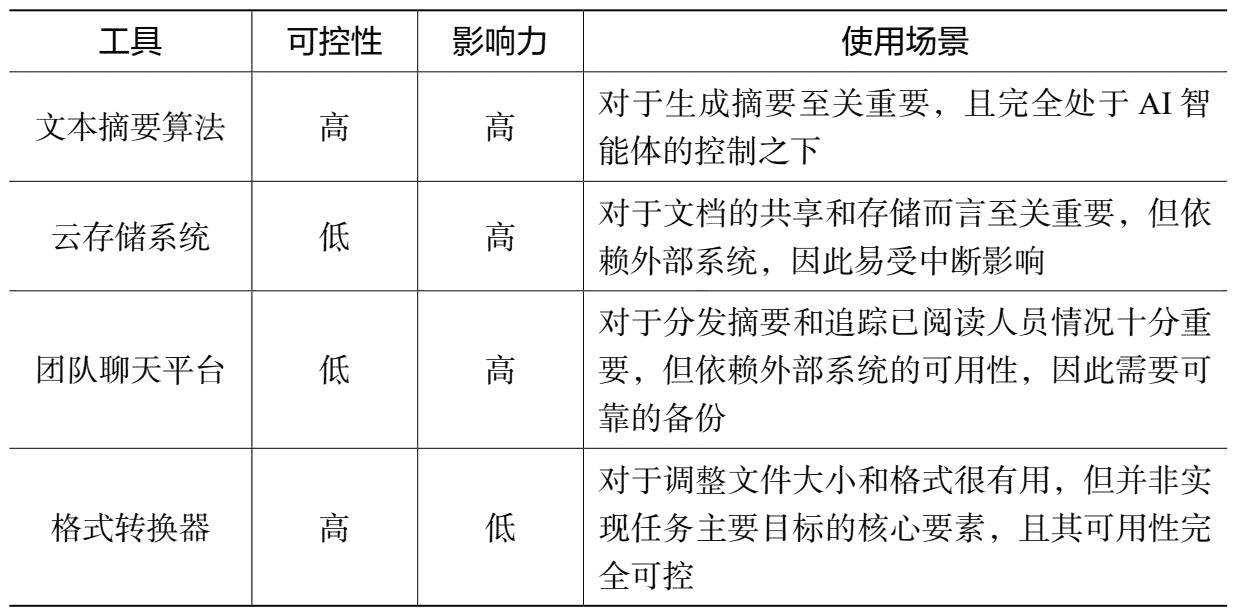 工具 可控性 影响力 使用场景
文本摘要算法 高 高 对于生成摘要至关重要，且完全处于 AI 智
能体的控制之下
云存储系统 低 高 对于文档的共享和存储而言至关重要，但依
赖外部系统，因此易受中断影响
团队聊天平台 低 高 对于分发摘要和追踪已阅读人员情况十分重
要，但依赖外部系统的可用性，因此需要可
靠的备份
格式转换器 高 低 对于调整文件大小和格式很有用，但并非实
现任务主要目标的核心要素，且其可用性完
全可控